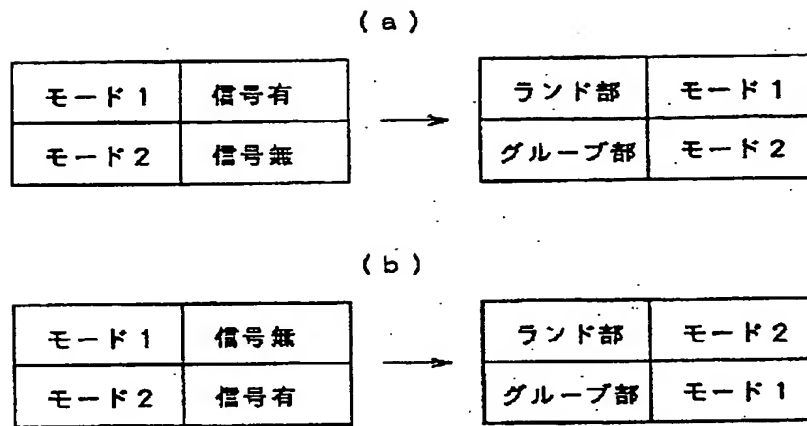 (a)
モード1 信号有 ランド部 モード1
モード2 信号無 グループ部 モード2
(b)
モード1 信号無 ランド部 モード2
モード2 信号有 グループ部 モード1